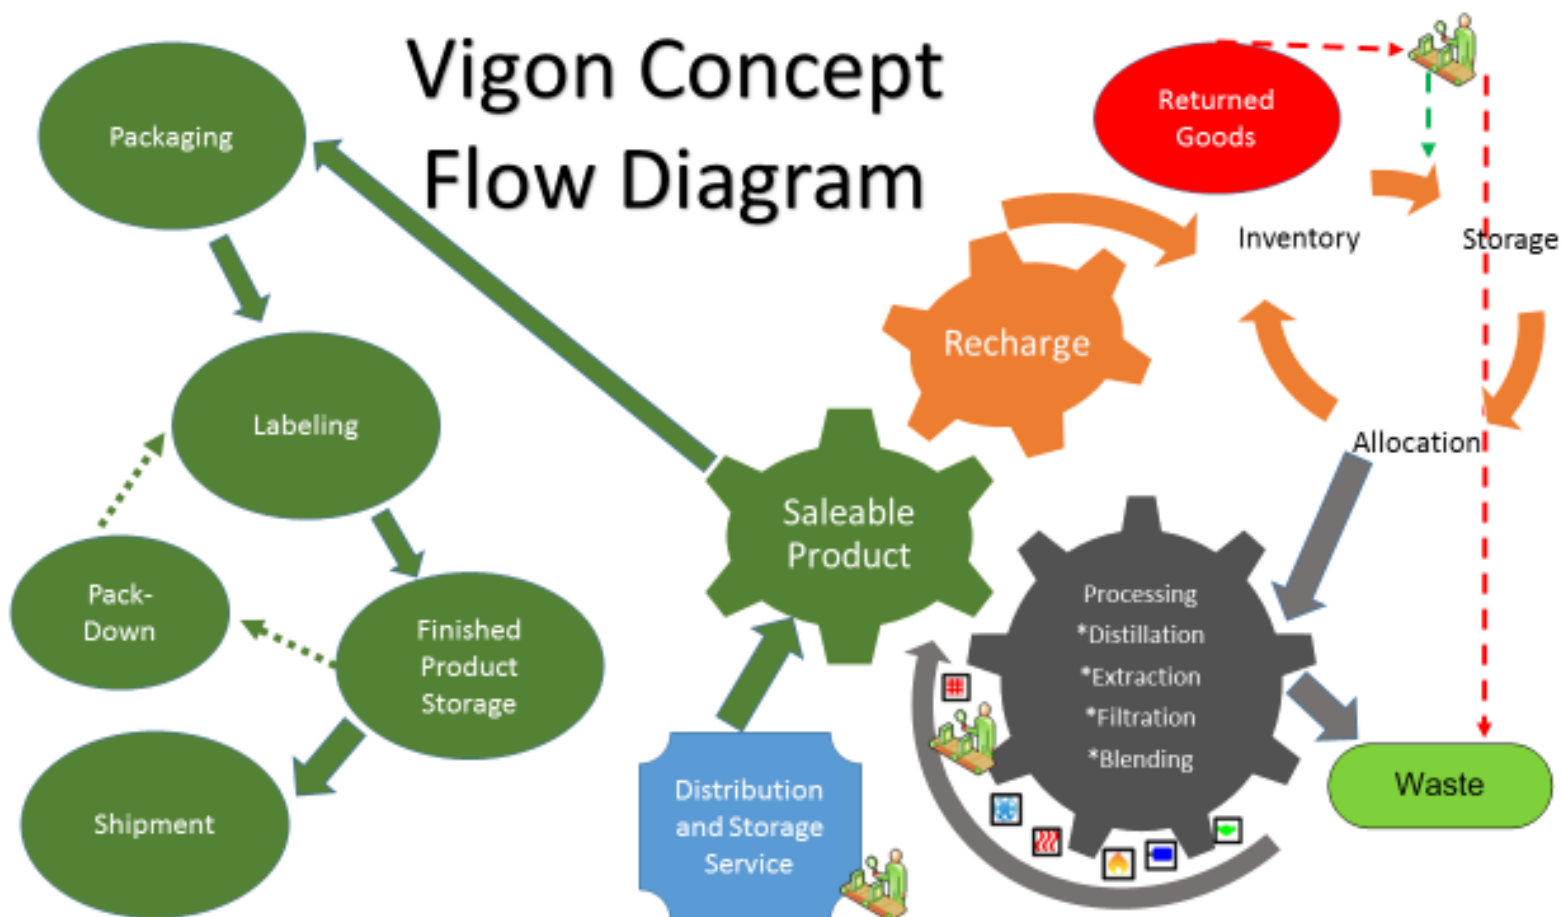 Vigon Concept
Flow Diagram
Packaging
Labeling
Pack-
Down
Finished
Product
Storage
Shipment
Saleable
Product
Distribution
and Storage
Service
Recharge
Returned
Goods
Inventory
Storage
Allocation
Processing
*Distillation
*Extraction
*Filtration
*Blending
Waste